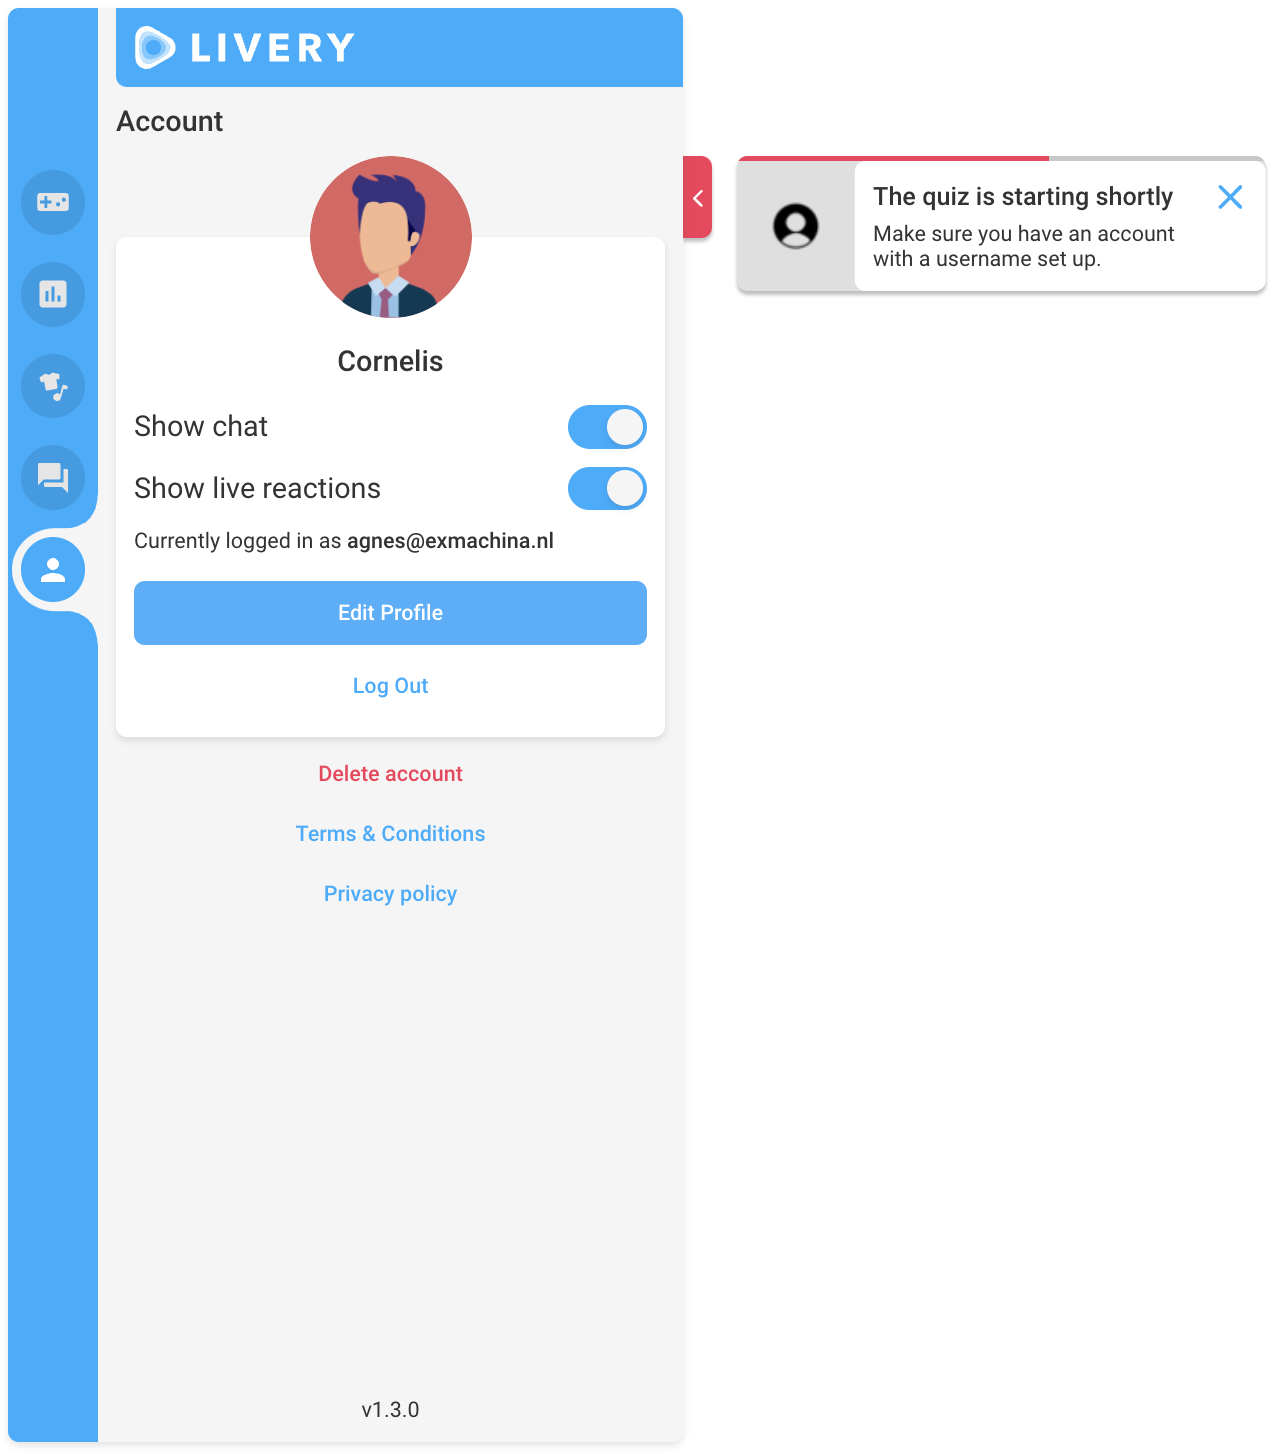 LIVERY
Account
Cornelis
Show chat
Show live reactions
Currently logged in as agnes@exmachina.nl
Edit Profile
Log Out
Delete account
Terms & Conditions
Privacy policy
v1.3.0
The quiz is starting shortly
Make sure you have an account
with a username set up.